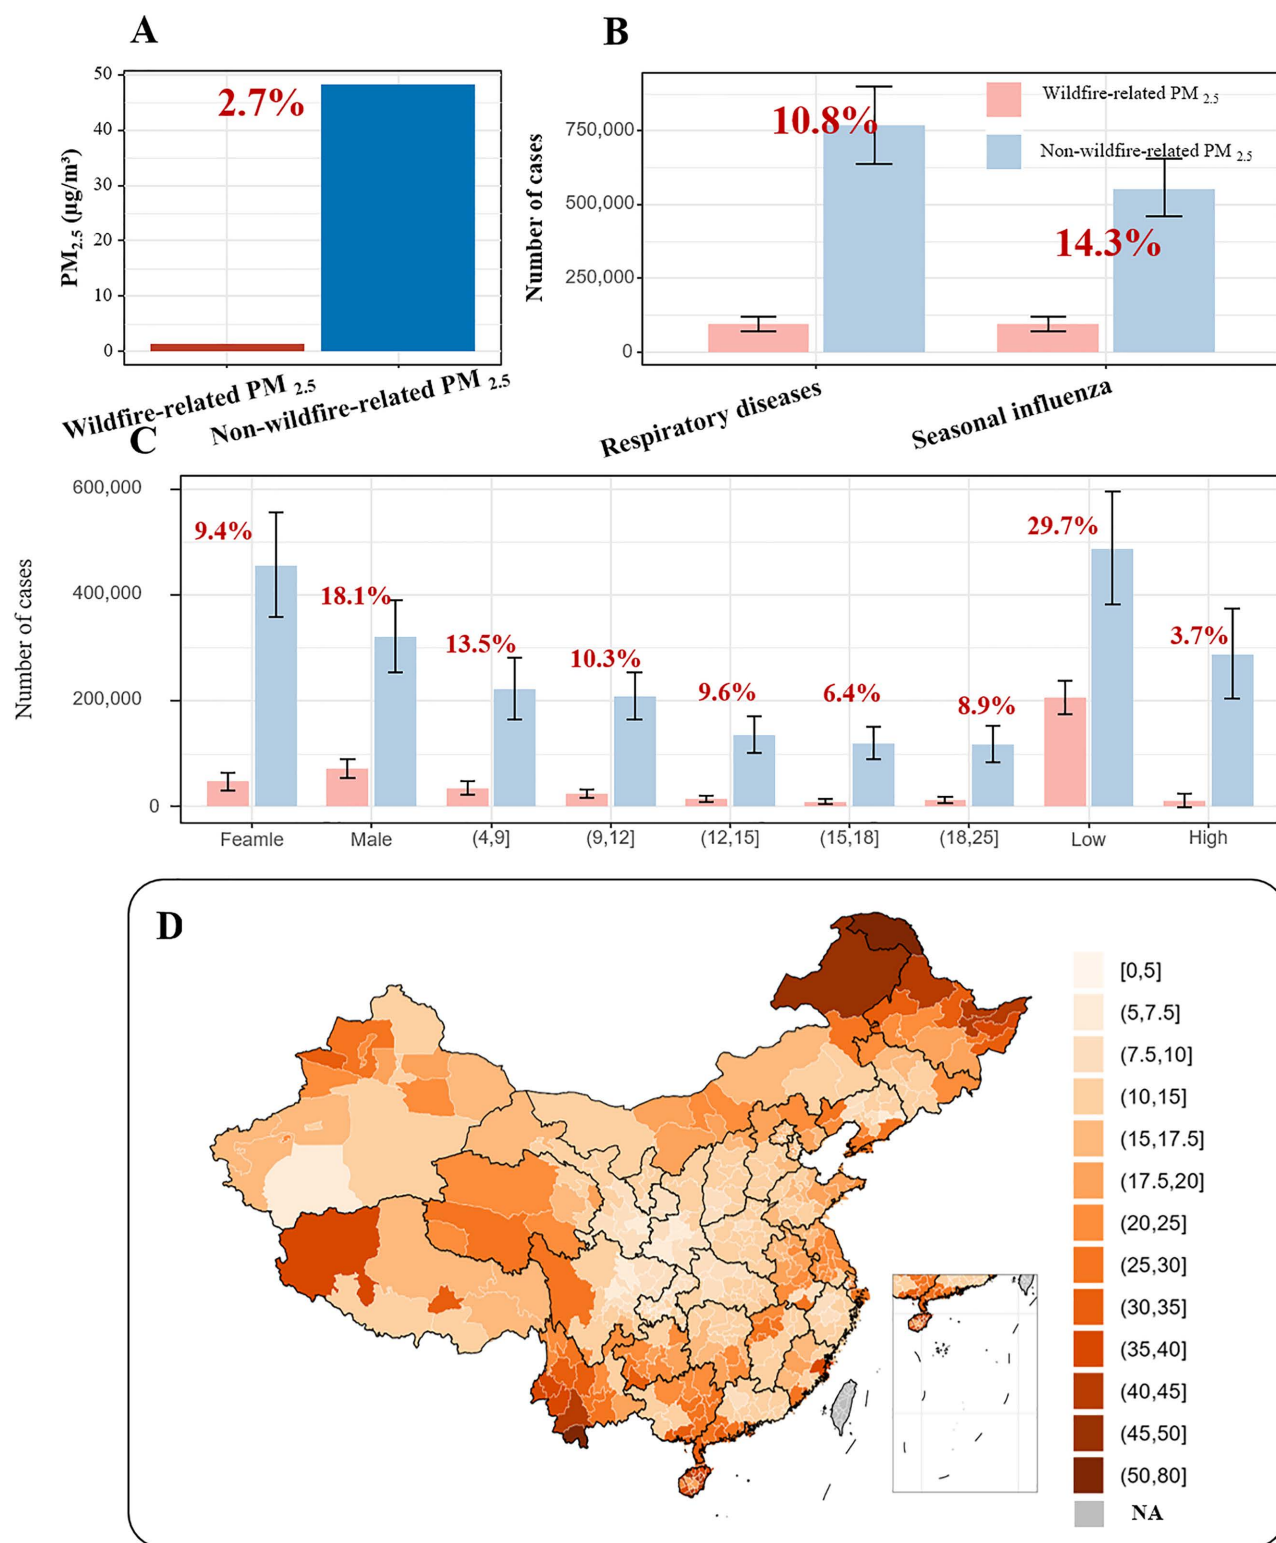 A
50
40
30
20
10
0
PM2.5 (µg/m³)
2.7%
Wildfire-related PM 2.5
Non-wildfire-related PM 2.5
B
Number of cases
750,000
500,000
250,000
0
10.8%
14.3%
Wildfire-related PM 2.5
Non-wildfire-related PM 2.5
Respiratory diseases
Seasonal influenza
C
Number of cases
600,000
400,000
200,000
0
9.4%
18.1%
13.5%
10.3%
9.6%
6.4%
8.9%
29.7%
3.7%
Feamle
Male
(4,9]
(9,12]
(12,15]
(15,18]
(18,25]
Low
High
D
[0,5]
(5,7.5]
(7.5,10]
(10,15]
(15,17.5]
(17.5,20]
(20,25]
(25,30]
(30,35]
(35,40]
(40,45]
(45,50]
(50,80]
NA